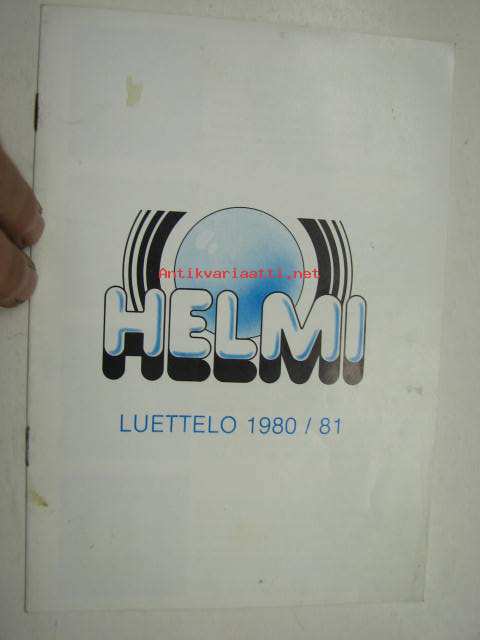 Antikvariaatti.net
HELMI
LUETTELO 1980 / 81